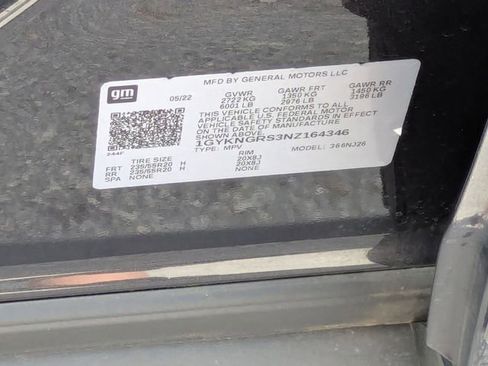 gm
MFD BY GENERAL MOTORS LLC
05/22 GVWR GAWR FRT GAWR RR
2722 KG 1350 KG 1450 KG
6001 LB 2976 LB 3196 LB
THIS VEHICLE CONFORMS TO ALL
APPLICABLE U.S. FEDERAL MOTOR
VEHICLE SAFETY STANDARDS IN EFFECT
ON THE DATE OF MANUFACTURE
SHOWN ABOVE.
1GYKNGRS3NZ164346
TYPE: MPV MODEL: 366NJ26
TIRE SIZE RIM
FRT 235/55R20 H 20X8J
RR 235/55R20 H 20X8J
SPA NONE NONE